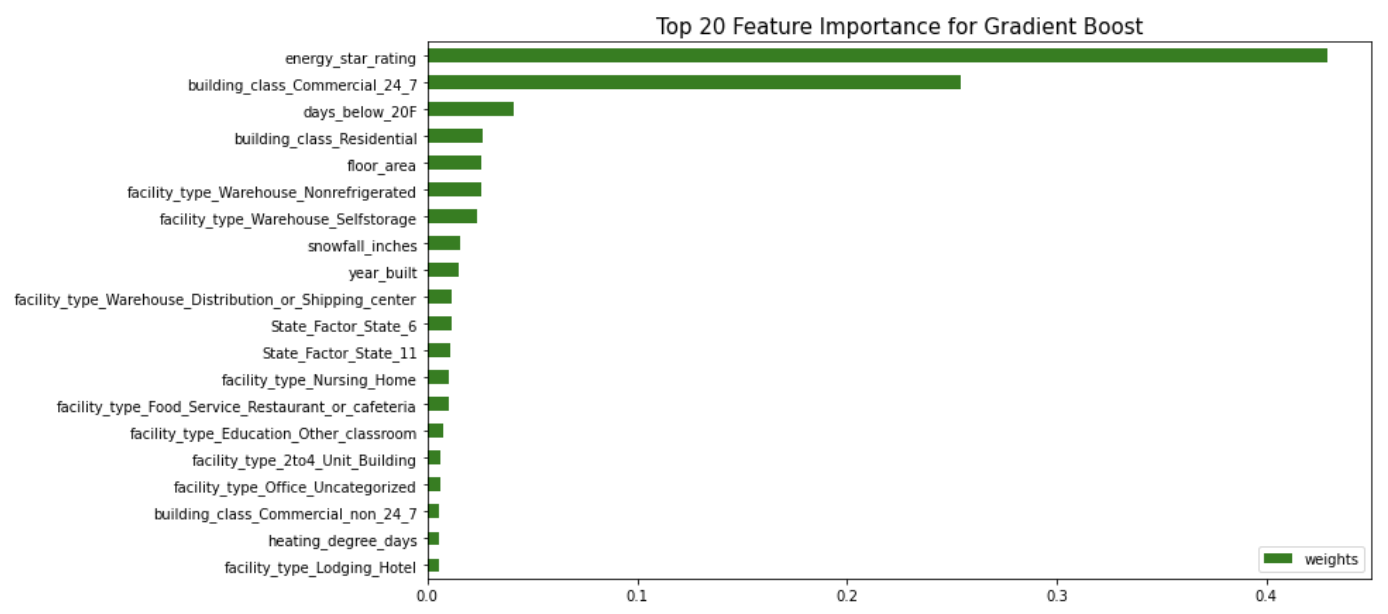 Top 20 Feature Importance for Gradient Boost
energy_star_rating
building_class_Commercial_24_7
days_below_20F
building_class_Residential
floor_area
facility_type_Warehouse_Nonrefrigerated
facility_type_Warehouse_Selfstorage
snowfall_inches
year_built
facility_type_Warehouse_Distribution_or_Shipping_center
State_Factor_State_6
State_Factor_State_11
facility_type_Nursing_Home
facility_type_Food_Service_Restaurant_or_cafeteria
facility_type_Education_Other_classroom
facility_type_2to4_Unit_Building
facility_type_Office_Uncategorized
building_class_Commercial_non_24_7
heating_degree_days
facility_type_Lodging_Hotel
weights
0.0 0.1 0.2 0.3 0.4